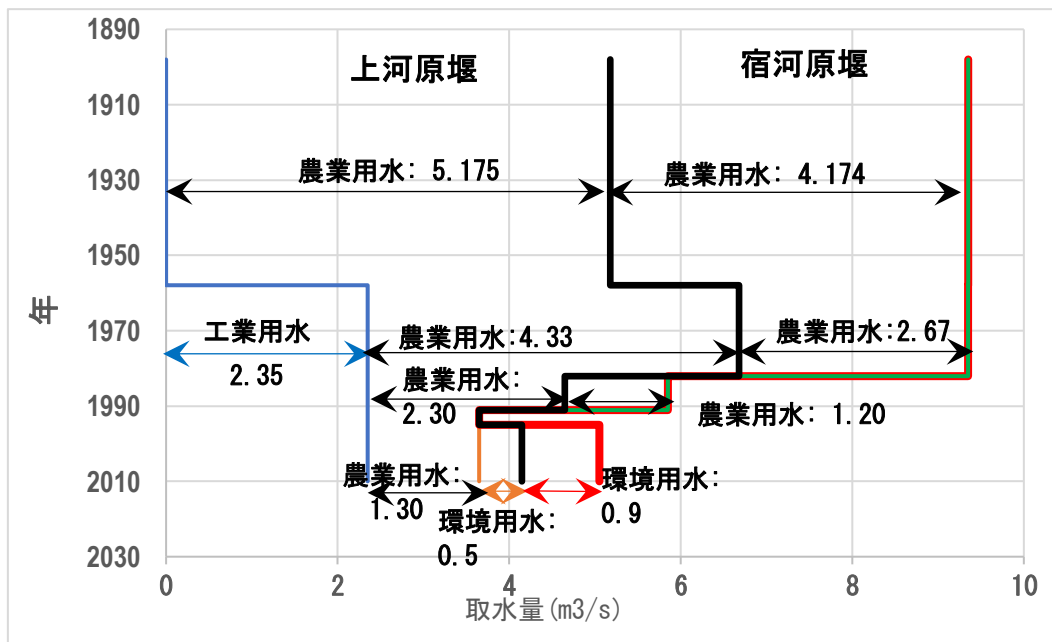 上河原堰
宿河原堰
農業用水: 5.175
農業用水: 4.174
工業用水
2.35
農業用水:4.33
農業用水:2.67
農業用水:
2.30
農業用水: 1.20
農業用水:
1.30
環境用水:
0.5
環境用水:
0.9
年
1890
1910
1930
1950
1970
1990
2010
2030
0 2 4 6 8 10
取水量(m3/s)